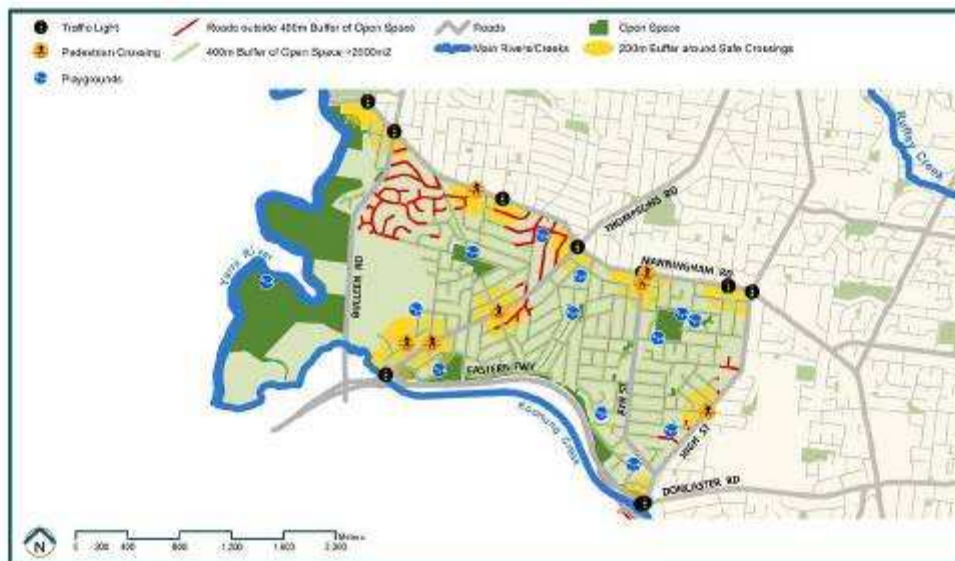 Traffic Light
Roads outside 400m Buffer of Open Space
Roads
Open Space
Pedestrian Crossing
400m Buffer of Open Space >2500m2
Main Rivers/Creeks
200m Buffer around Safe Crossings
Playgrounds
Ruffey Creek
THOMPSONS RD
MANNINGHAM RD
Yarra River
BULLEEN RD
EASTERN FWY
AYR ST
Koonung Creek
HIGH ST
DONCASTER RD
N
Meters
0 200 400 800 1,200 1,600 2,000